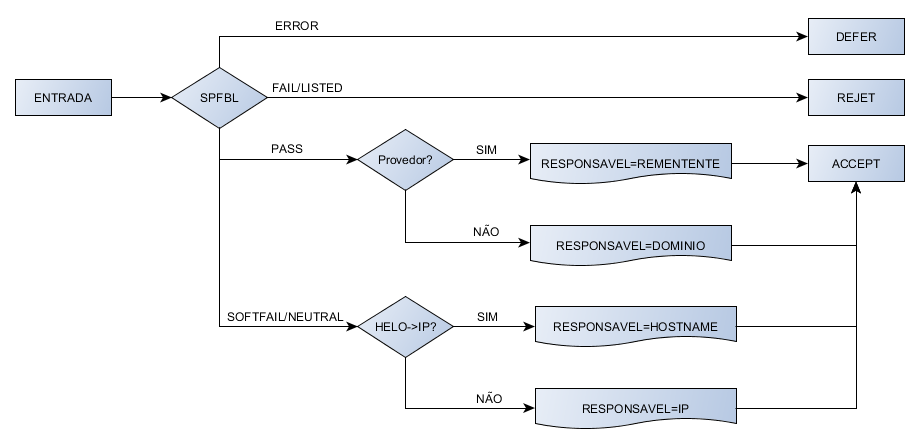 ERROR
DEFER
ENTRADA
SPFBL
FAIL/LISTED
REJET
PASS
Provedor?
SIM
RESPONSAVEL=REMENTENTE
ACCEPT
NÃO
RESPONSAVEL=DOMINIO
SOFTFAIL/NEUTRAL
HELO->IP?
SIM
RESPONSAVEL=HOSTNAME
NÃO
RESPONSAVEL=IP